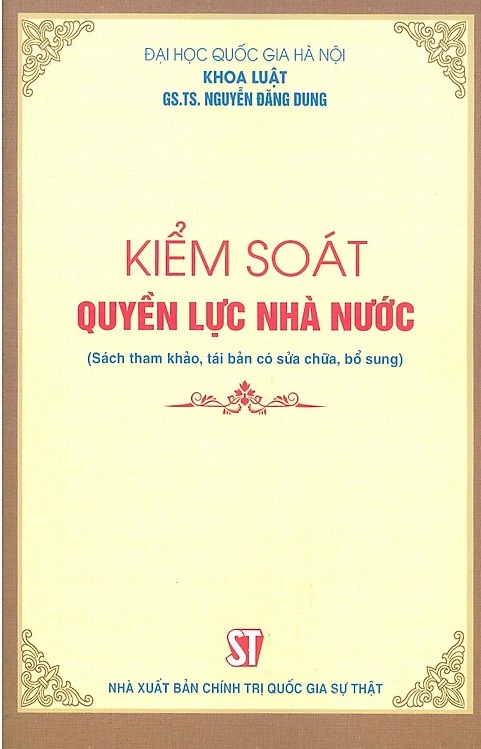 ĐẠI HỌC QUỐC GIA HÀ NỘI
KHOA LUẬT
GS.TS. NGUYỄN ĐĂNG DUNG
KIỂM SOÁT
QUYỀN LỰC NHÀ NƯỚC
(Sách tham khảo, tái bản có sửa chữa, bổ sung)
ST
NHÀ XUẤT BẢN CHÍNH TRỊ QUỐC GIA SỰ THẬT